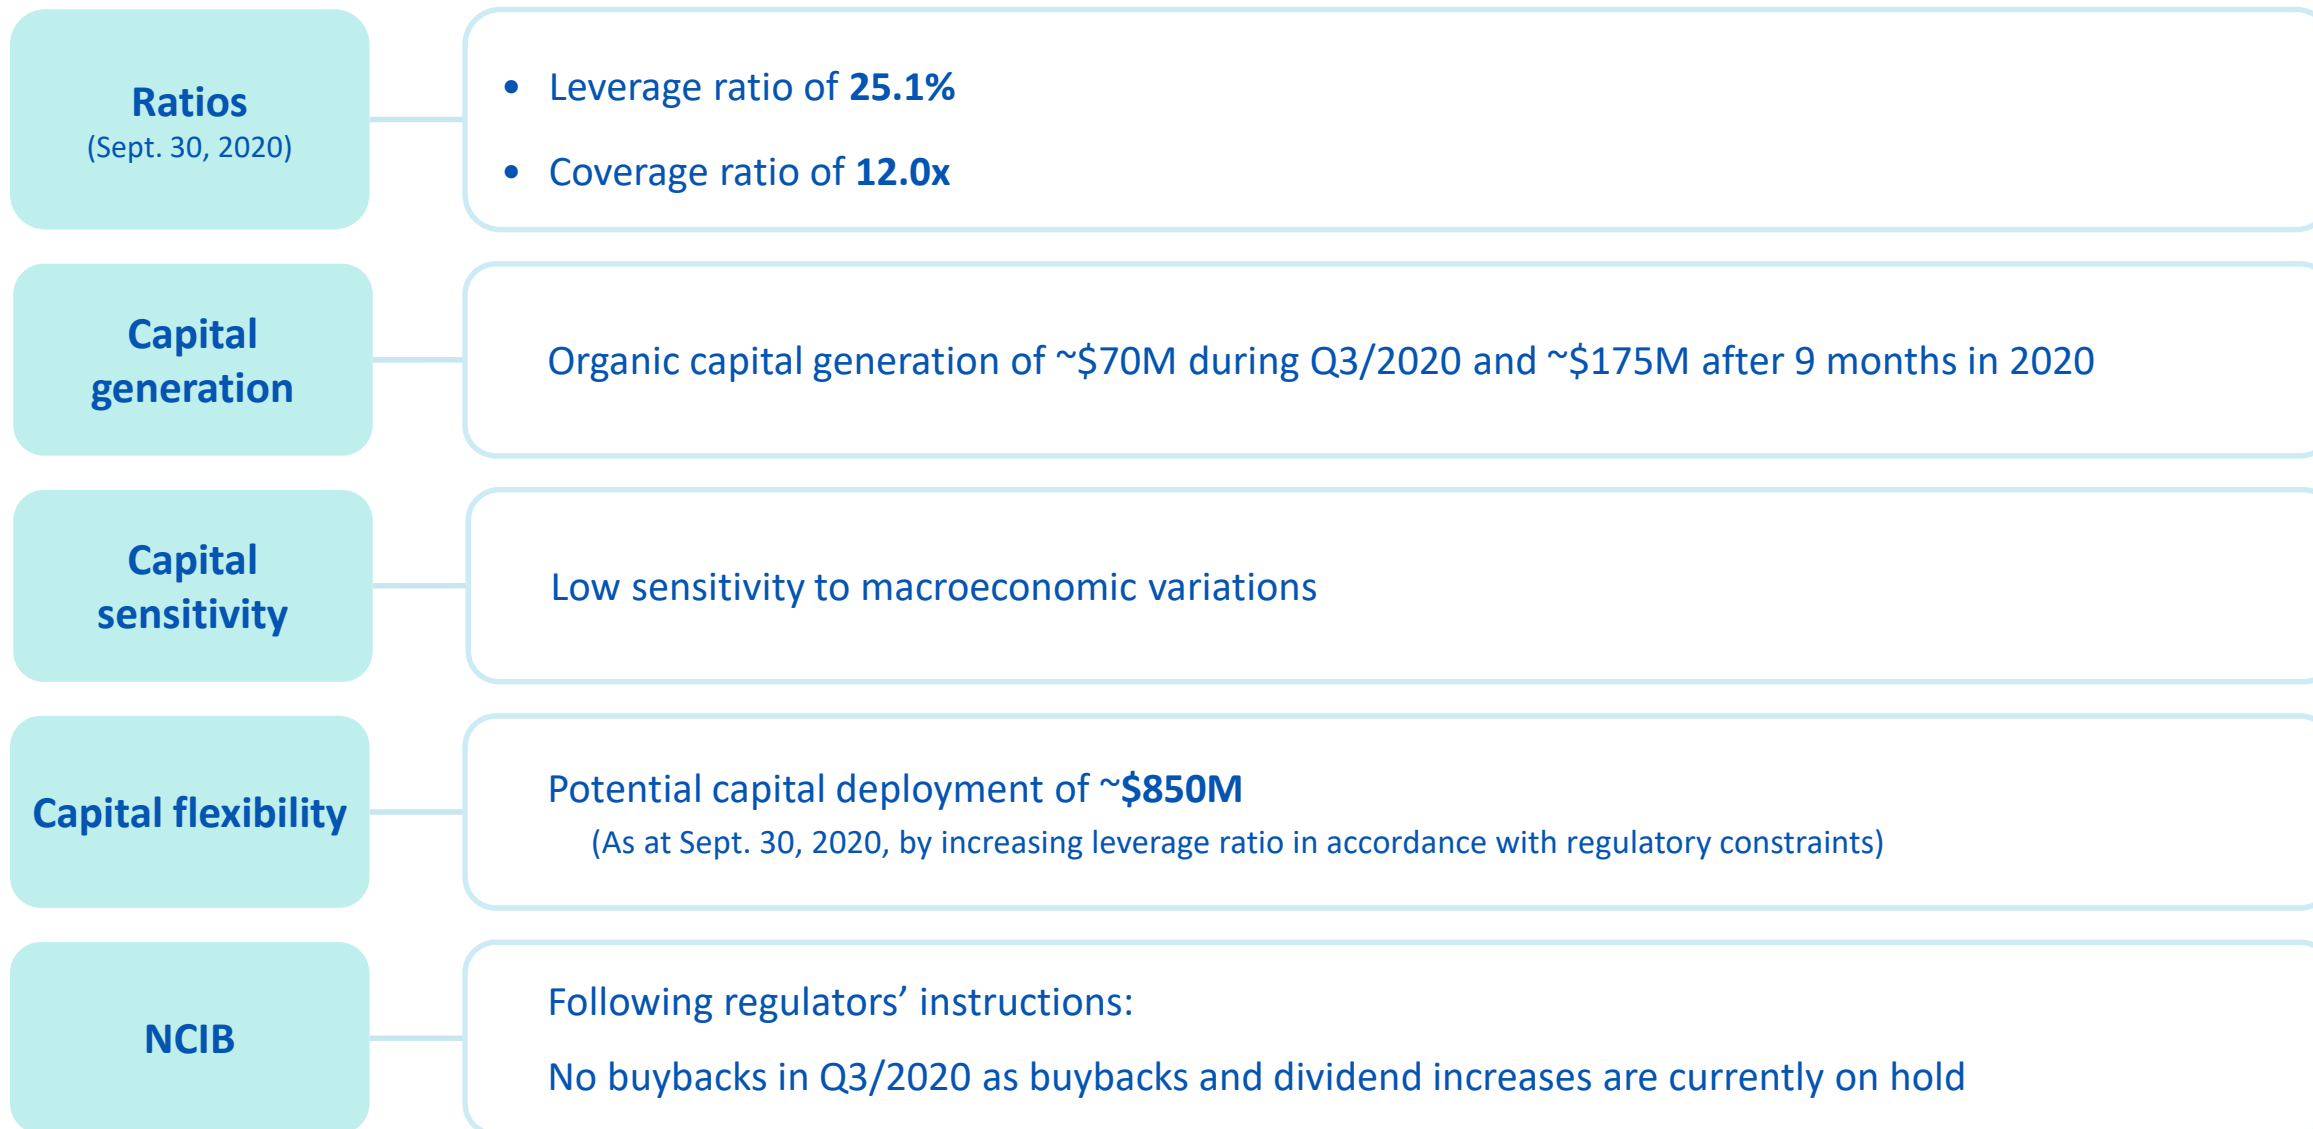 Ratios
(Sept. 30, 2020)
• Leverage ratio of 25.1%
• Coverage ratio of 12.0x
Capital
generation
Organic capital generation of ~$70M during Q3/2020 and ~$175M after 9 months in 2020
Capital
sensitivity
Low sensitivity to macroeconomic variations
Capital flexibility
Potential capital deployment of ~$850M
(As at Sept. 30, 2020, by increasing leverage ratio in accordance with regulatory constraints)
NCIB
Following regulators’ instructions:
No buybacks in Q3/2020 as buybacks and dividend increases are currently on hold